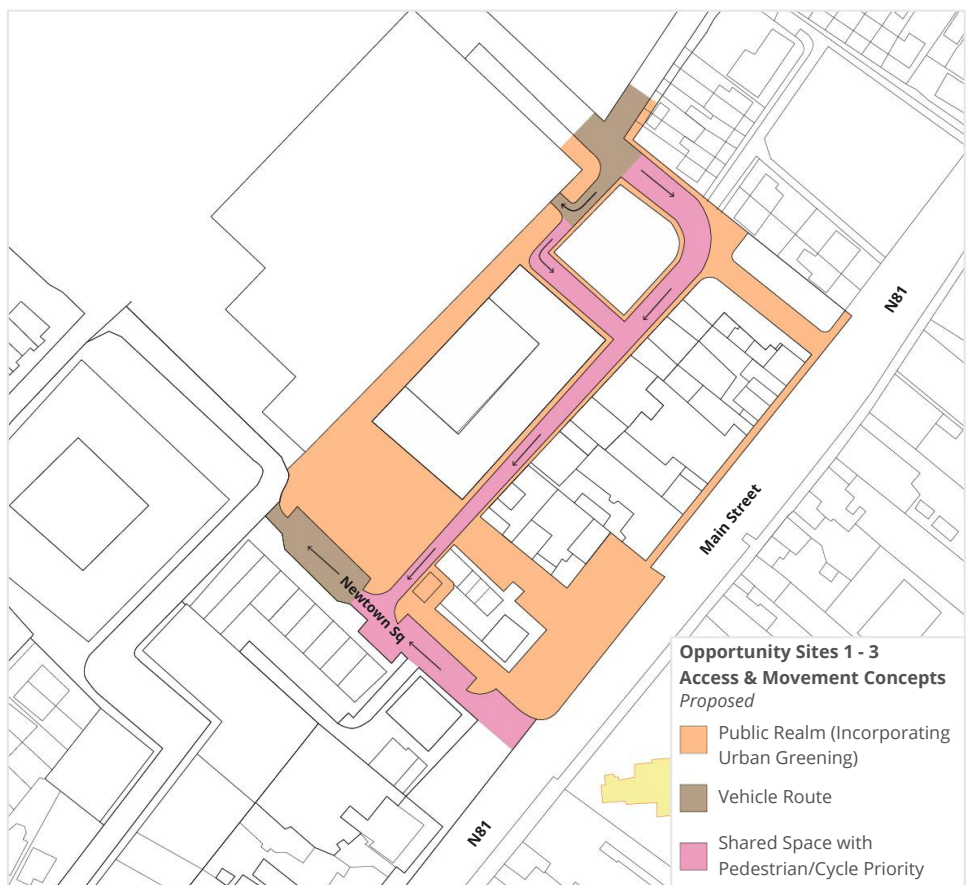 N81
Main Street
Newtown Sq
N81
Opportunity Sites 1 - 3
Access & Movement Concepts
Proposed
Public Realm (Incorporating
Urban Greening)
Vehicle Route
Shared Space with
Pedestrian/Cycle Priority